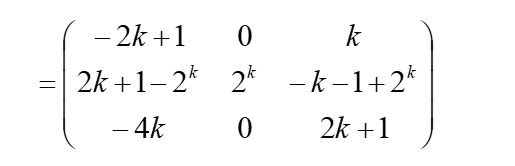 = ( -2k+1 0 k
2k+1-2^k 2^k -k-1+2^k
-4k 0 2k+1 )